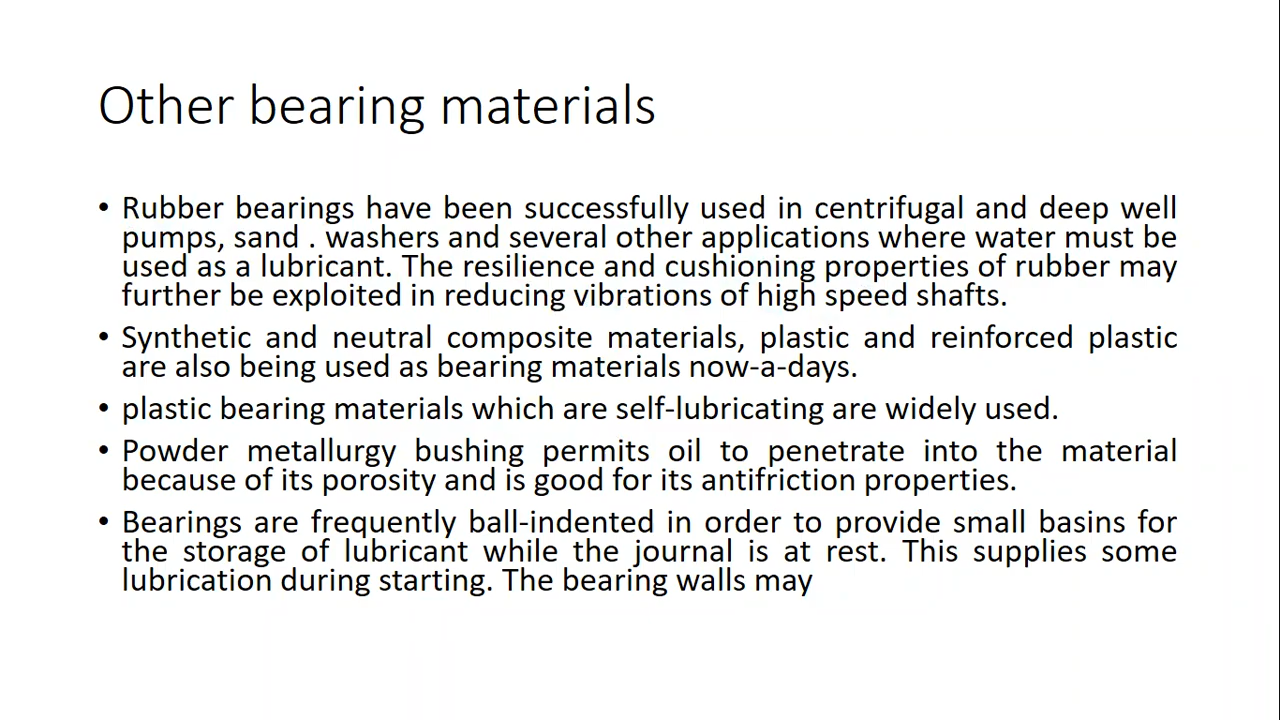 Other bearing materials
• Rubber bearings have been successfully used in centrifugal and deep well
pumps, sand . washers and several other applications where water must be
used as a lubricant. The resilience and cushioning properties of rubber may
further be exploited in reducing vibrations of high speed shafts.
• Synthetic and neutral composite materials, plastic and reinforced plastic
are also being used as bearing materials now-a-days.
• plastic bearing materials which are self-lubricating are widely used.
• Powder metallurgy bushing permits oil to penetrate into the material
because of its porosity and is good for its antifriction properties.
• Bearings are frequently ball-indented in order to provide small basins for
the storage of lubricant while the journal is at rest. This supplies some
lubrication during starting. The bearing walls may